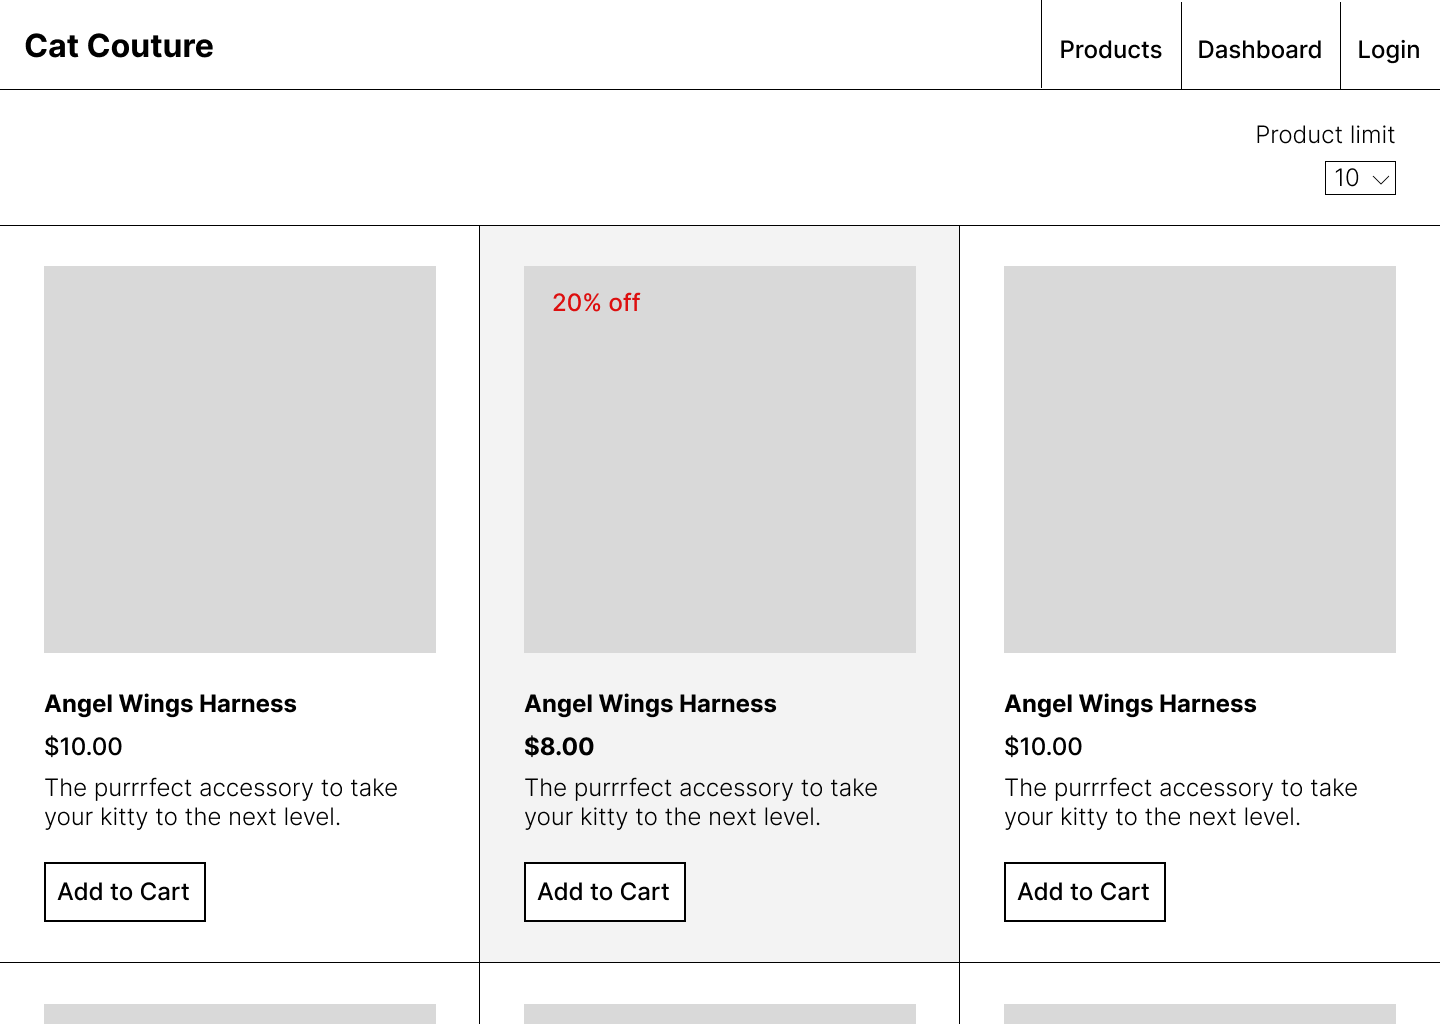 Cat Couture
Products
Dashboard
Login
Product limit
10
20% off
Angel Wings Harness
$10.00
The purrrfect accessory to take
your kitty to the next level.
Add to Cart
Angel Wings Harness
$8.00
The purrrfect accessory to take
your kitty to the next level.
Add to Cart
Angel Wings Harness
$10.00
The purrrfect accessory to take
your kitty to the next level.
Add to Cart